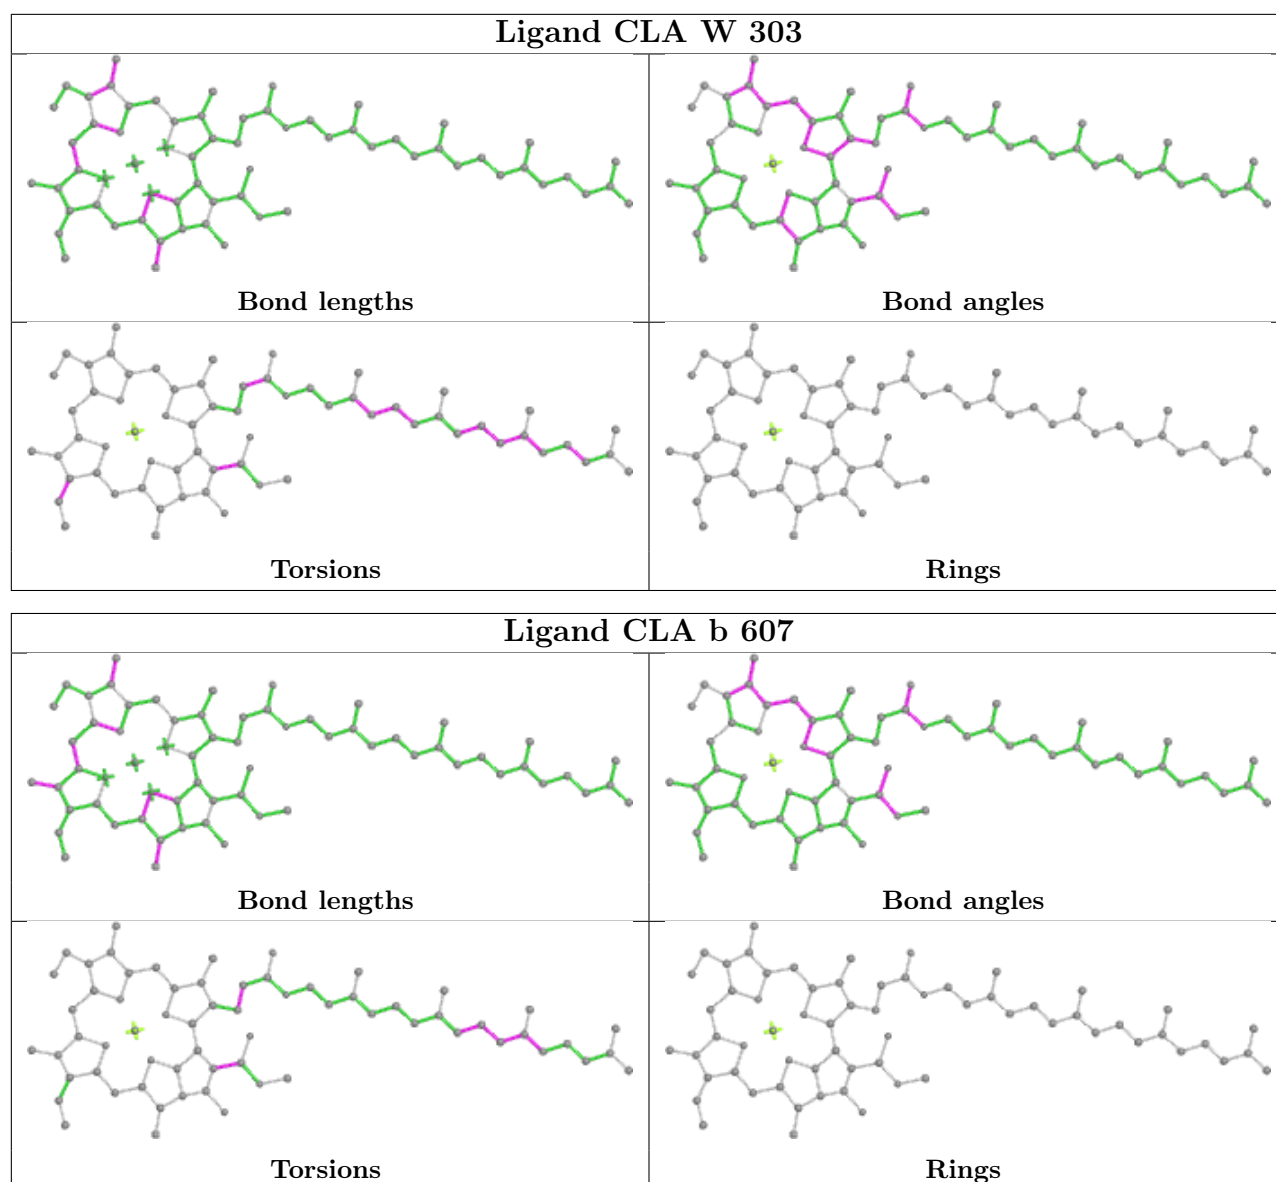 Ligand CLA W 303
Bond lengths
Bond angles
Torsions
Rings
Ligand CLA b 607
Bond lengths
Bond angles
Torsions
Rings